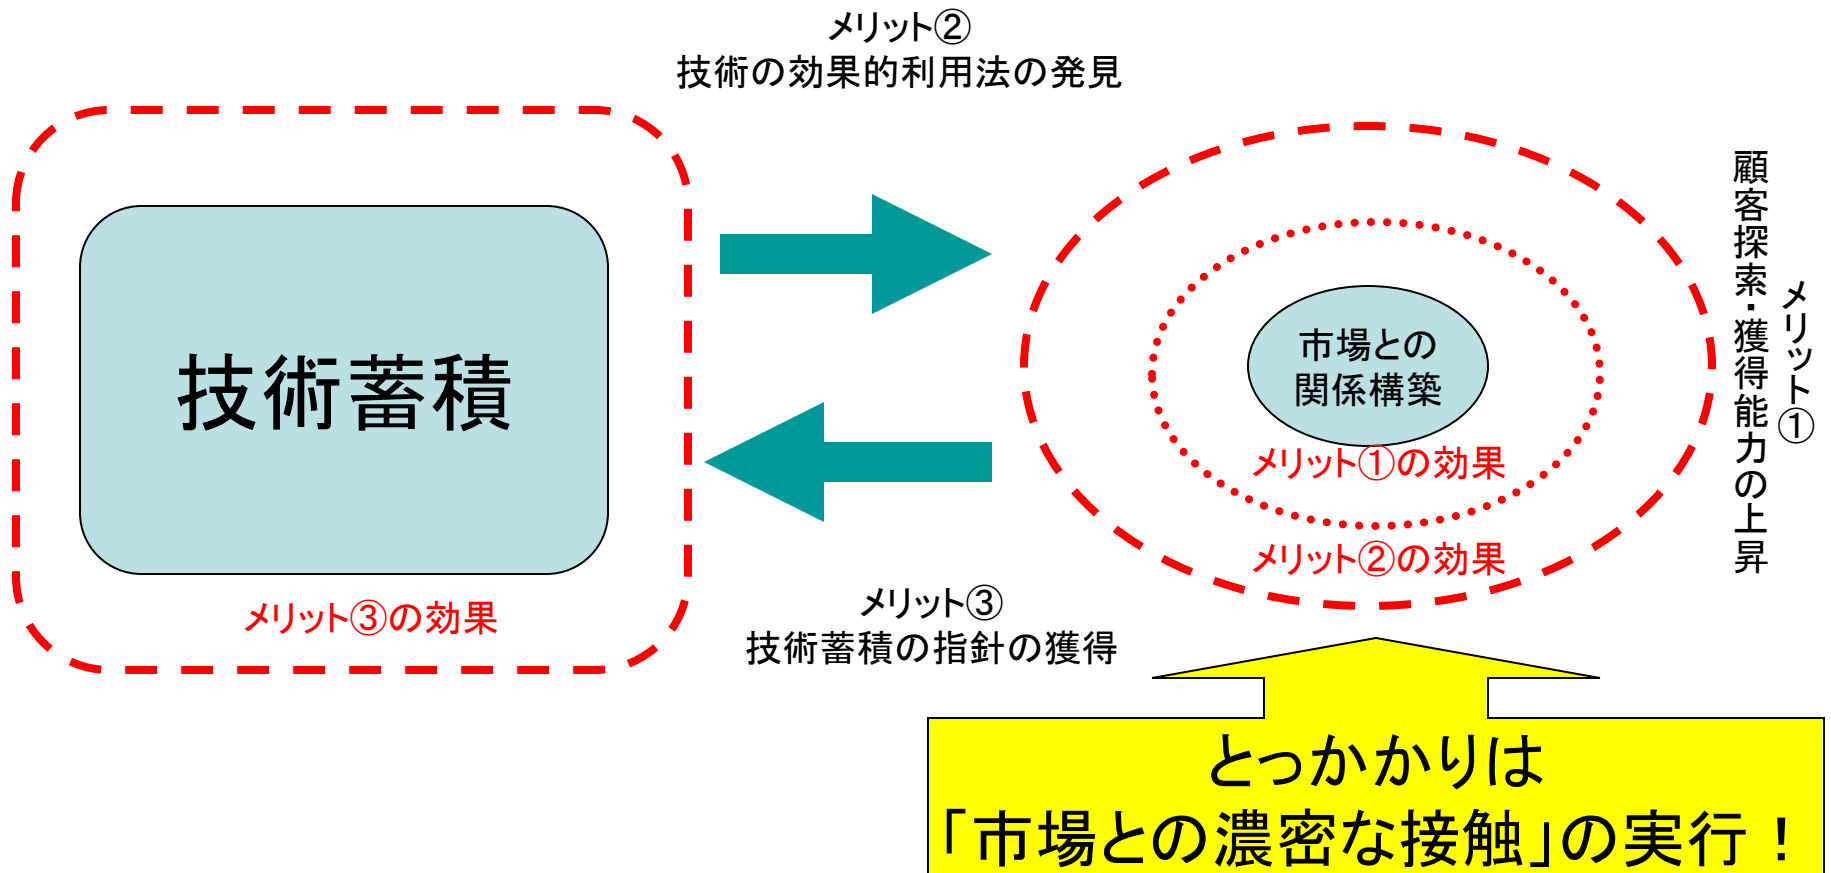 メリット②
技術の効果的利用法の発見
技術蓄積
メリット③の効果
市場との
関係構築
メリット①の効果
メリット②の効果
メリット①
顧客探索・獲得能力の上昇
メリット③
技術蓄積の指針の獲得
とっかかりは
「市場との濃密な接触」の実行！